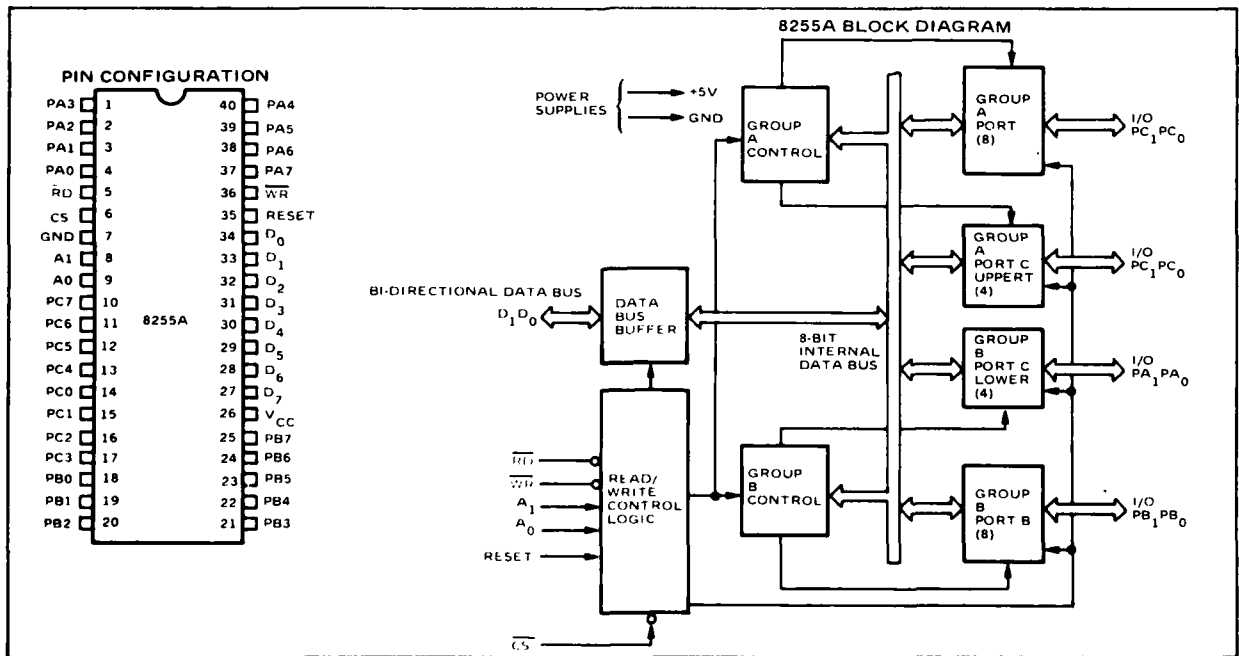 8255A BLOCK DIAGRAM
PIN CONFIGURATION
PA3 1 40 PA4
PA2 2 39 PA5
PA1 3 38 PA6
PA0 4 37 PA7
R̅D̅ 5 36 W̅R̅
CS 6 35 RESET
GND 7 34 D₀
A1 8 33 D₁
A0 9 32 D₂
PC7 10 31 D₃
PC6 11 30 D₄
PC5 12 29 D₅
PC4 13 28 D₆
PC0 14 27 D₇
PC1 15 26 V_CC
PC2 16 25 PB7
PC3 17 24 PB6
PB0 18 23 PB5
PB1 19 22 PB4
PB2 20 21 PB3
8255A
POWER
SUPPLIES
+5V
GND
GROUP
A
CONTROL
GROUP
A
PORT
(8)
I/O
PC₁PC₀
GROUP
A
PORT C
UPPERT
(4)
I/O
PC₁PC₀
BI-DIRECTIONAL DATA BUS
D₁D₀
DATA
BUS
BUFFER
8-BIT
INTERNAL
DATA BUS
GROUP
B
PORT C
LOWER
(4)
I/O
PA₁PA₀
R̅D̅
W̅R̅
A₁
A₀
RESET
C̅S̅
READ/
WRITE
CONTROL
LOGIC
GROUP
B
CONTROL
GROUP
B
PORT B
(8)
I/O
PB₁PB₀